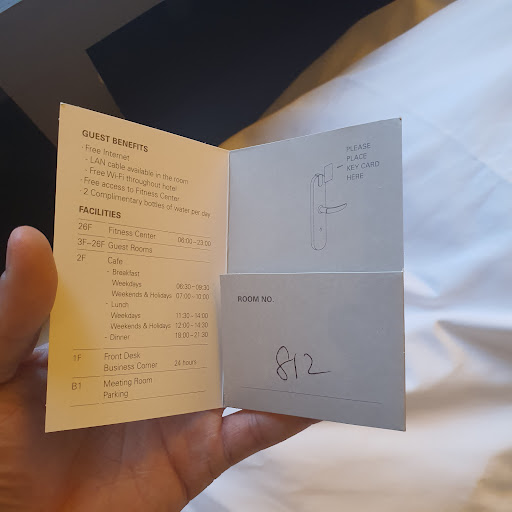 GUEST BENEFITS
· Free Internet
- LAN cable available in the room
- Free Wi-Fi throughout hotel
· Free access to Fitness Center
· 2 Complimentary bottles of water per day
FACILITIES
26F Fitness Center 06:00 - 23:00
3F-26F Guest Rooms
2F Cafe
- Breakfast
Weekdays 06:30 - 09:30
Weekends & Holidays 07:00 - 10:00
- Lunch
Weekdays 11:30 - 14:00
Weekends & Holidays 12:00 - 14:30
- Dinner 18:00 - 21:30
1F Front Desk
Business Corner 24 hours
B1 Meeting Room
Parking
PLEASE
PLACE
KEY CARD
HERE
ROOM NO.
812